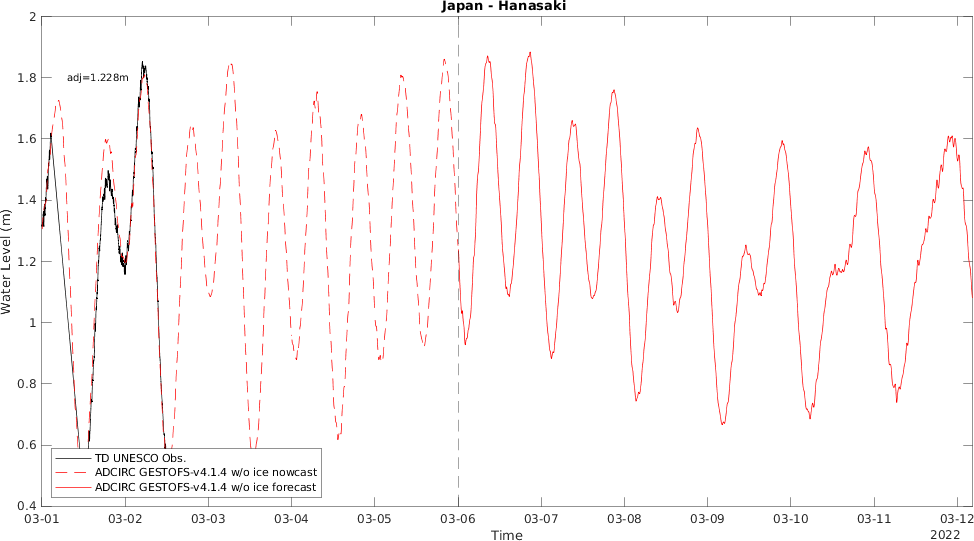 Japan - Hanasaki
2
1.8
1.6
1.4
1.2
1
0.8
0.6
0.4
Water Level (m)
adj=1.228m
TD UNESCO Obs.
ADCIRC GESTOFS-v4.1.4 w/o ice nowcast
ADCIRC GESTOFS-v4.1.4 w/o ice forecast
03-01 03-02 03-03 03-04 03-05 03-06 03-07 03-08 03-09 03-10 03-11 03-12
Time
2022